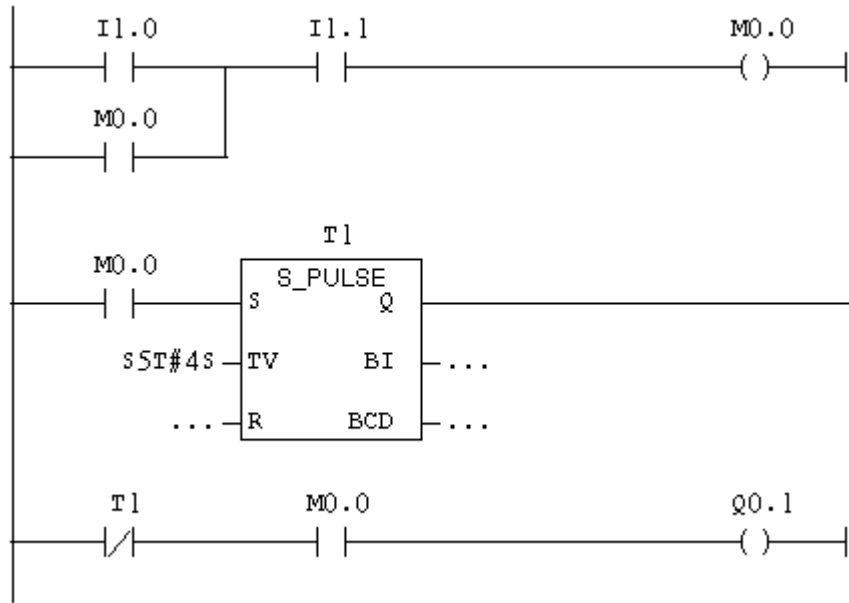 I1.0 I1.1 M0.0
M0.0
T1
M0.0 S_PULSE
S Q
S5T#4S TV BI ...
... R BCD ...
T1 M0.0 Q0.1